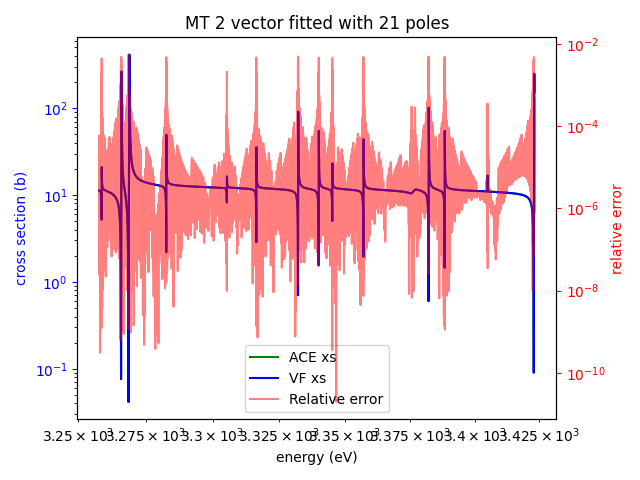 MT 2 vector fitted with 21 poles
10²
10¹
10⁰
10⁻¹
cross section (b)
10⁻²
10⁻⁴
10⁻⁶
10⁻⁸
10⁻¹⁰
relative error
ACE xs
VF xs
Relative error
3.25 × 10³ 3.275 × 10³ 3.3 × 10³ 3.325 × 10³ 3.35 × 10³ 3.375 × 10³ 3.4 × 10³ 3.425 × 10³
energy (eV)